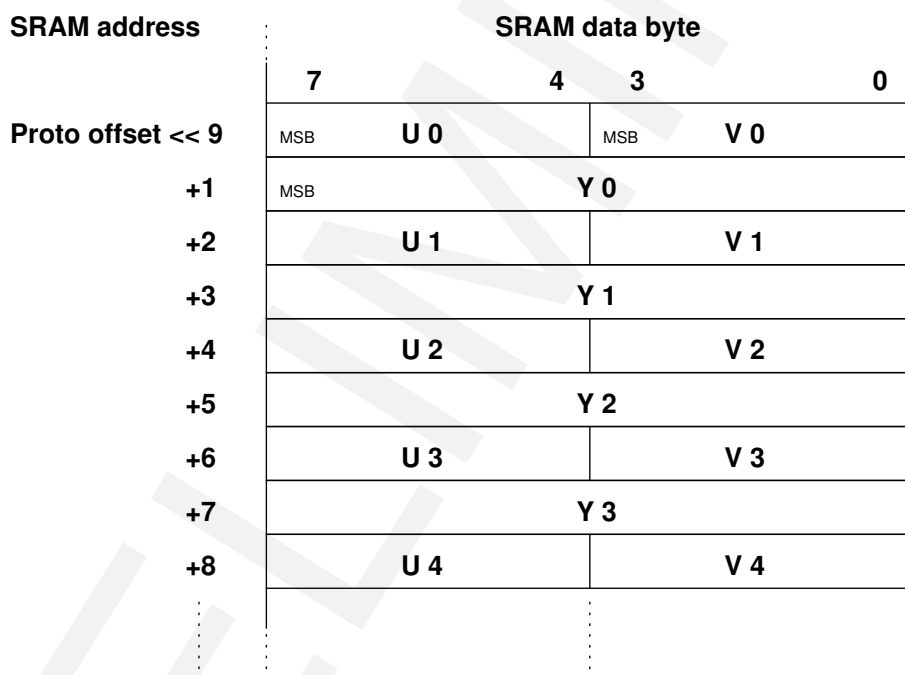 SRAM address SRAM data byte
7 4 3 0
Proto offset << 9 MSB U 0 MSB V 0
+1 MSB Y 0
+2 U 1 V 1
+3 Y 1
+4 U 2 V 2
+5 Y 2
+6 U 3 V 3
+7 Y 3
+8 U 4 V 4